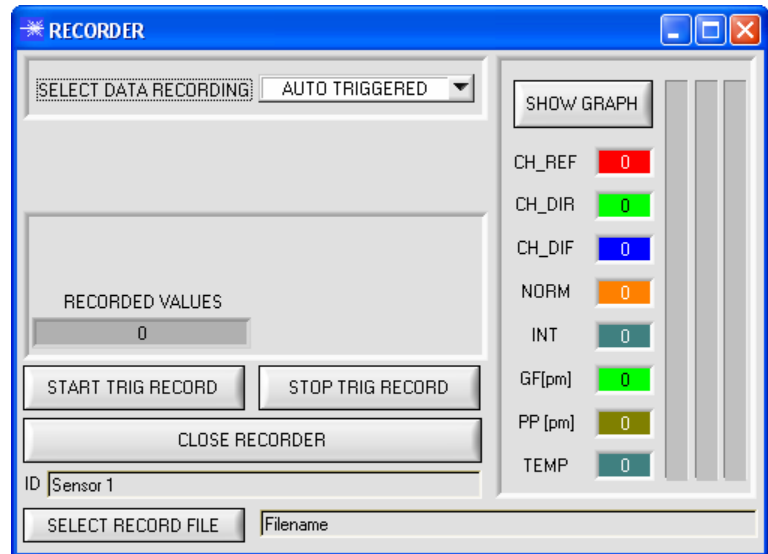 RECORDER
SELECT DATA RECORDING AUTO TRIGGERED
RECORDED VALUES
0
START TRIG RECORD STOP TRIG RECORD
CLOSE RECORDER
ID Sensor 1
SELECT RECORD FILE Filename
SHOW GRAPH
CH_REF 0
CH_DIR 0
CH_DIF 0
NORM 0
INT 0
GF[pm] 0
PP [pm] 0
TEMP 0